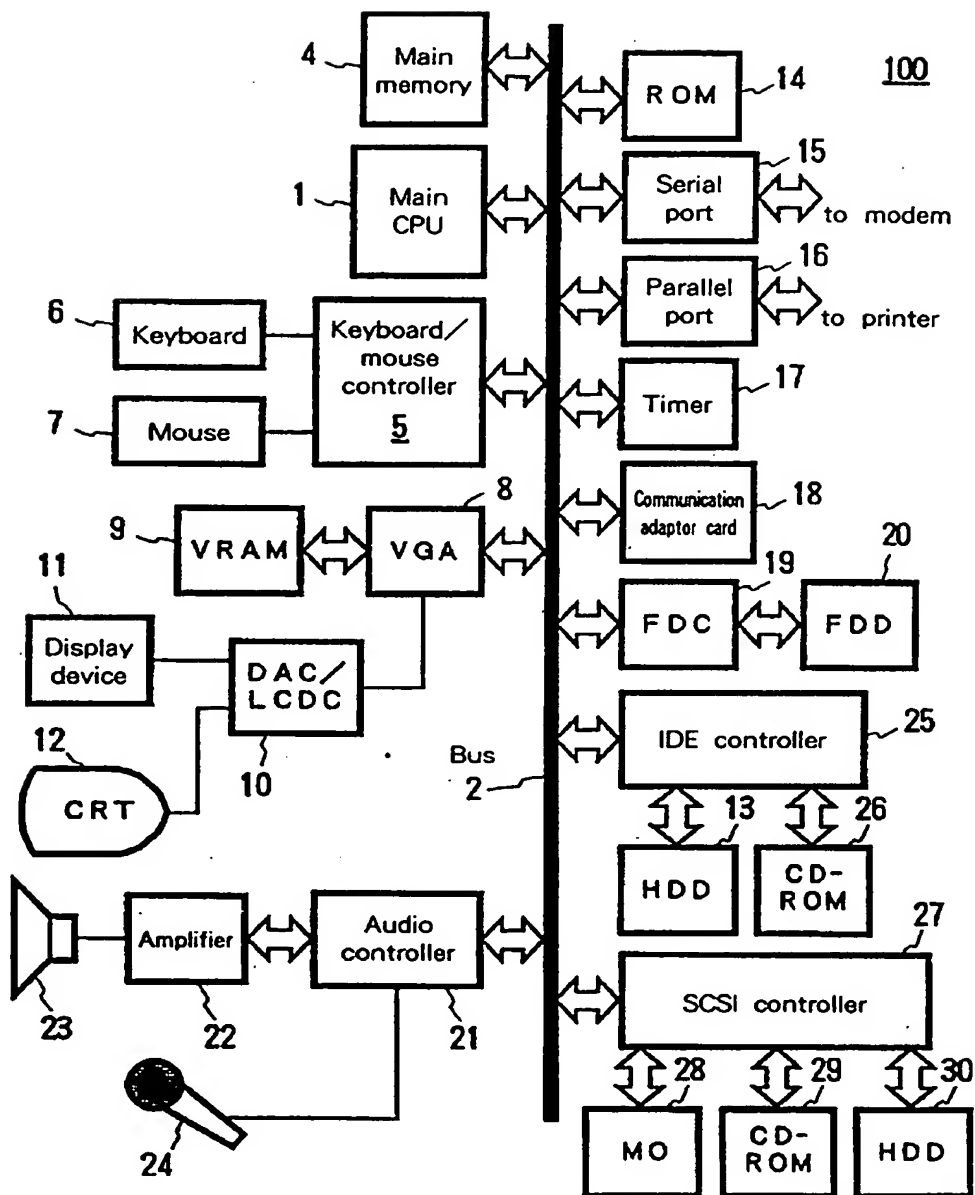 100
4
Main
memory
ROM
14
1
Main
CPU
15
Serial
port
to modem
16
Parallel
port
to printer
6
Keyboard
Keyboard/
mouse
controller
5
7
Mouse
17
Timer
18
Communication
adaptor card
8
9
VRAM
VGA
19
FDC
20
FDD
11
Display
device
DAC/
LCDC
10
12
CRT
Bus
2
IDE controller
25
13
HDD
26
CD-
ROM
23
Amplifier
22
Audio
controller
21
24
27
SCSI controller
28
MO
29
CD-
ROM
30
HDD